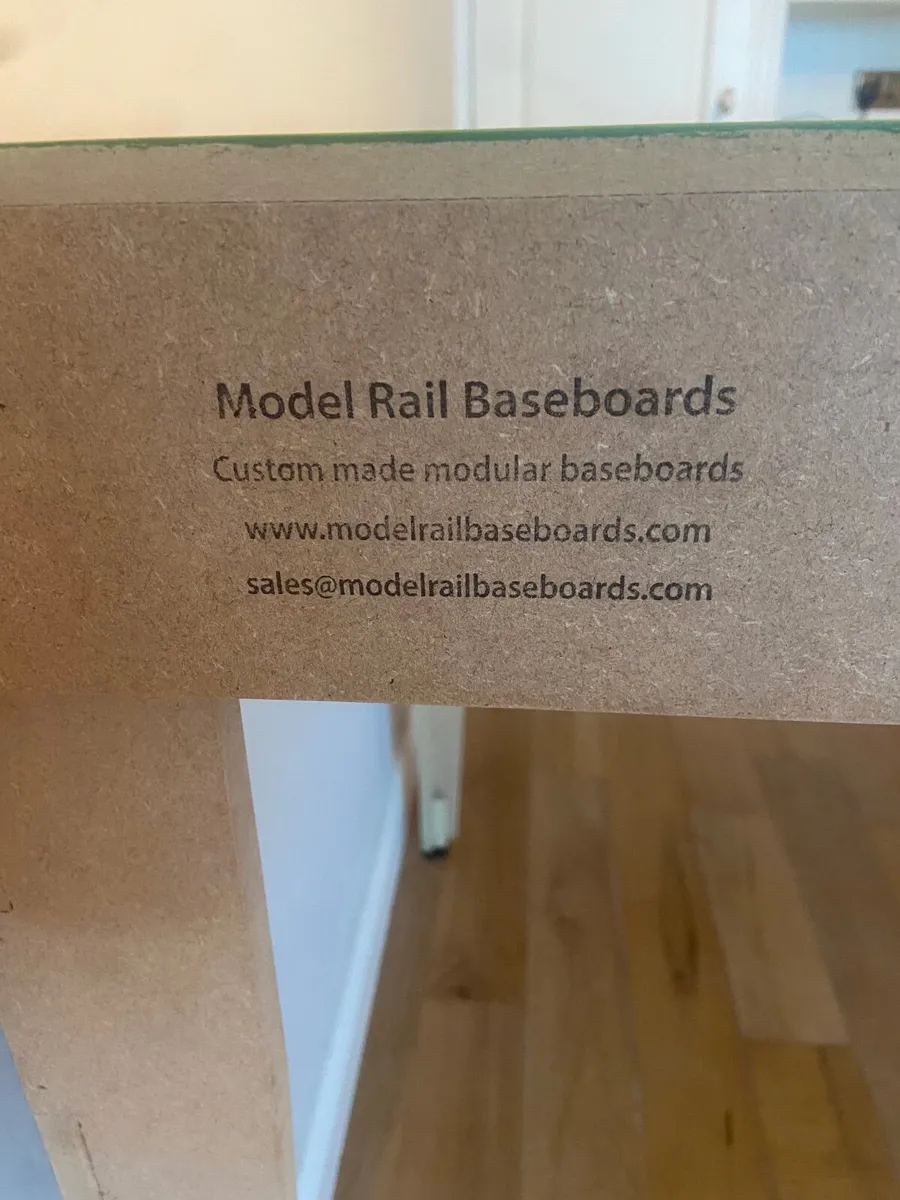 Model Rail Baseboards
Custom made modular baseboards
www.modelrailbaseboards.com
sales@modelrailbaseboards.com